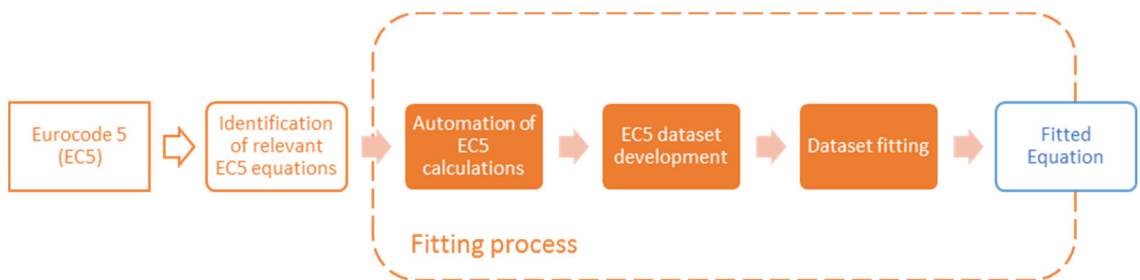 Eurocode 5
(EC5)
Identification
of relevant
EC5 equations
Automation of
EC5
calculations
EC5 dataset
development
Dataset fitting
Fitted
Equation
Fitting process